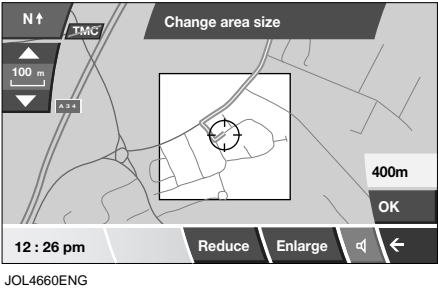 N
Change area size
TMC
100 m
A34
400m
OK
12 : 26 pm
Reduce
Enlarge
JOL4660ENG